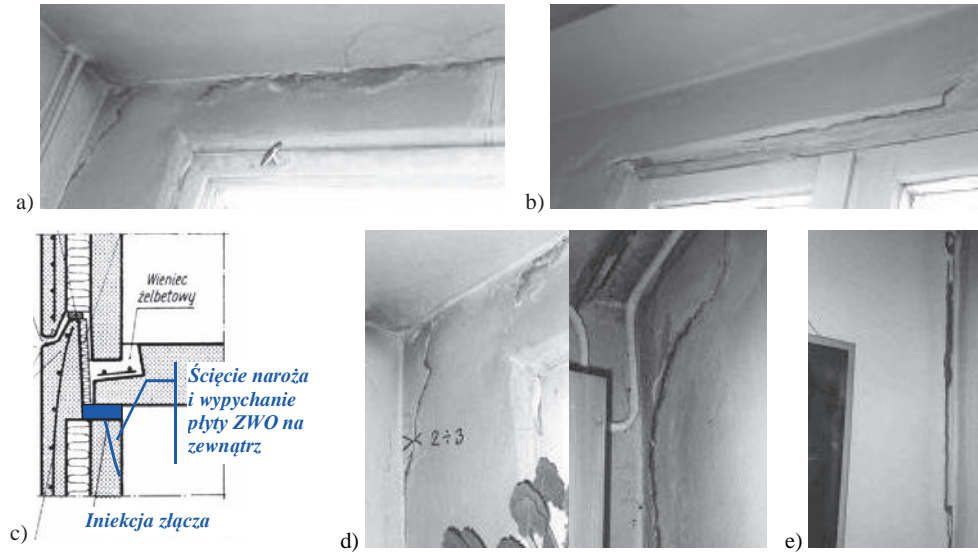 a)
b)
Wieniec
żelbetowy
Ścięcie naroża
i wypychanie
płyty ZWO na
zewnątrz
Iniekcja złącza
c)
2÷3
d)
e)